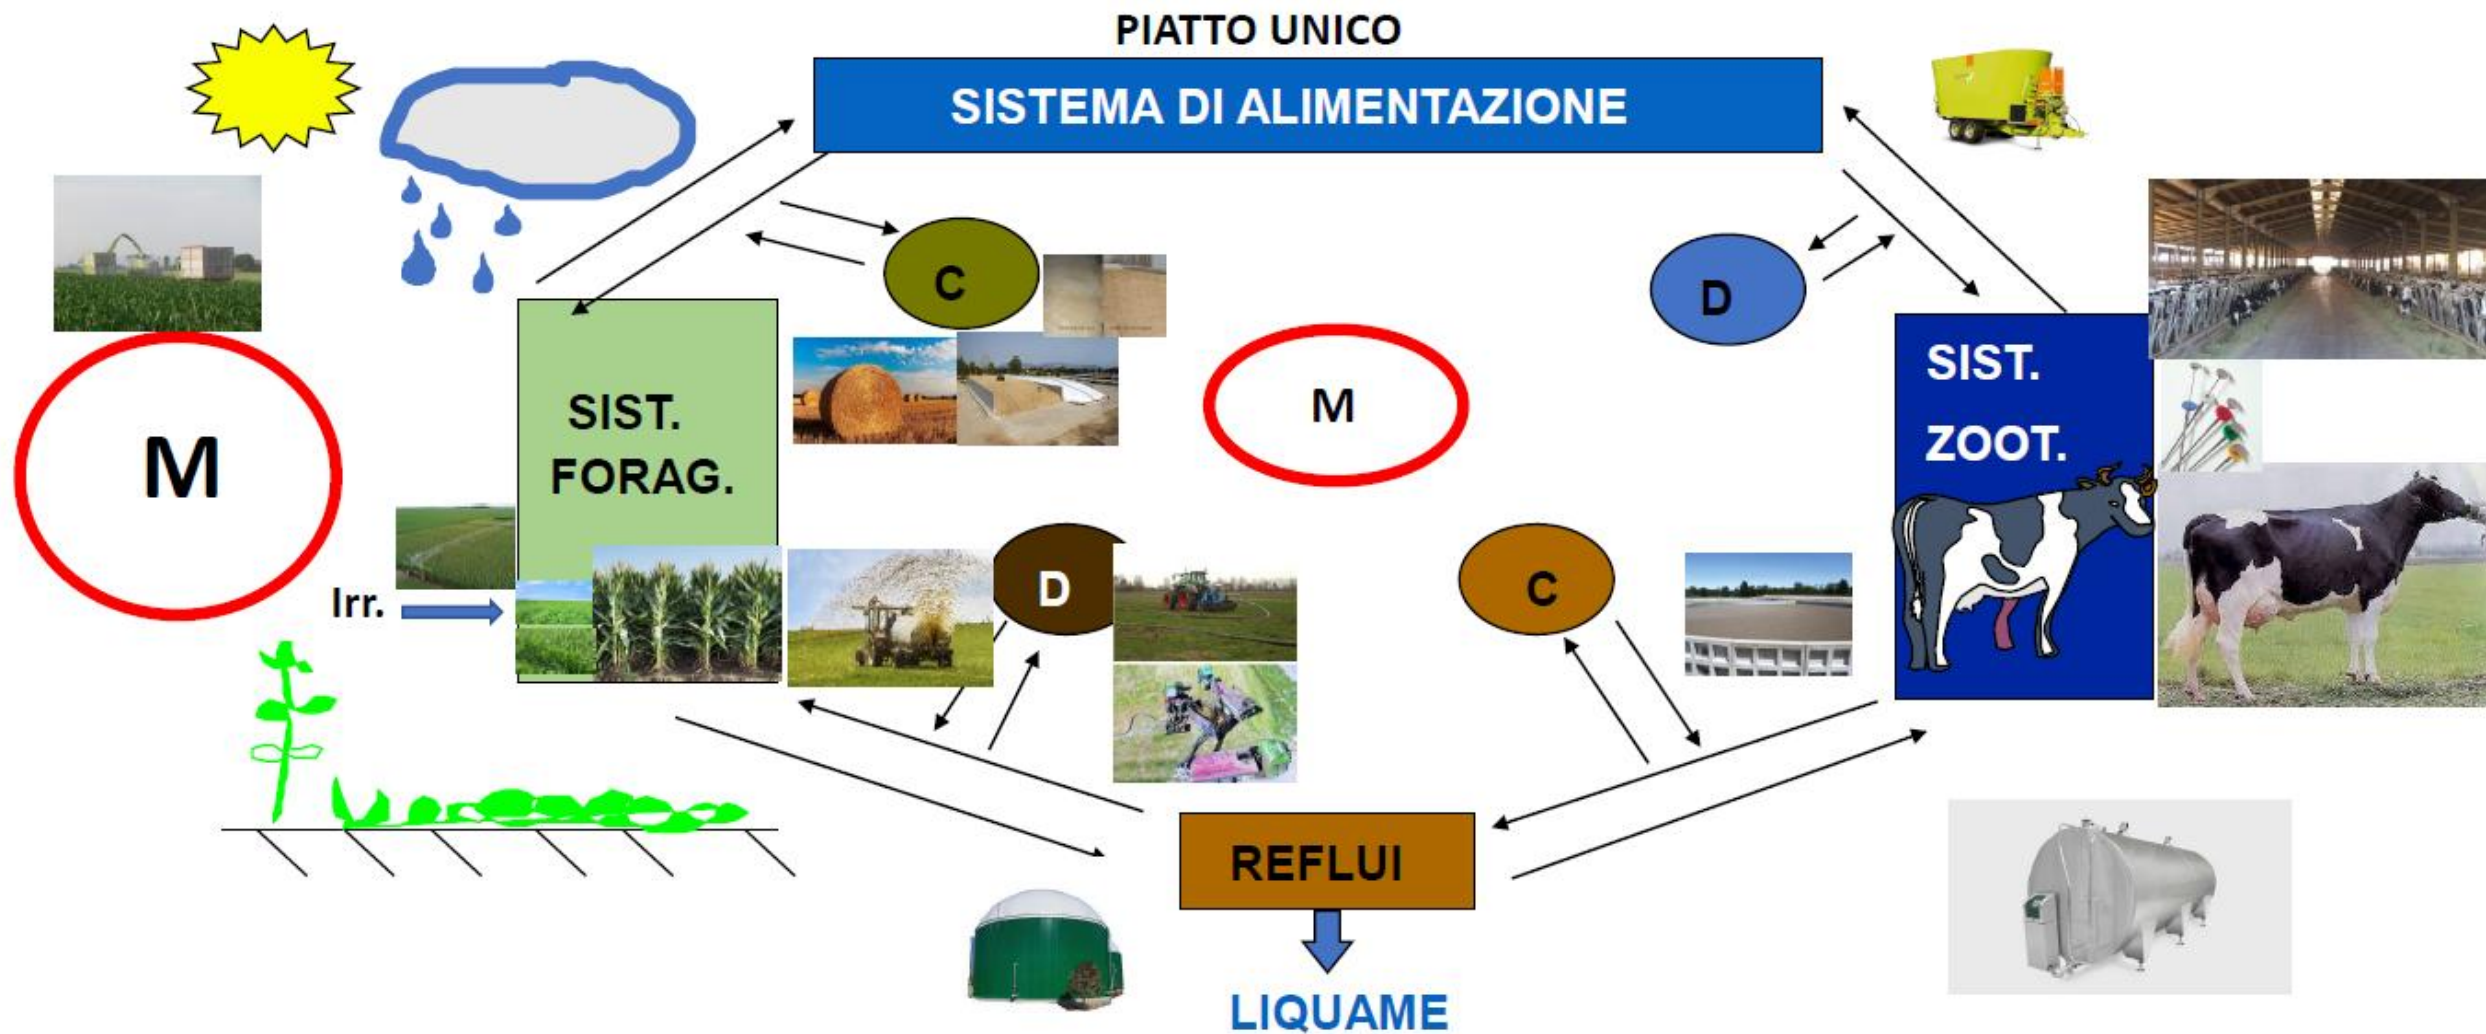 PIATTO UNICO
SISTEMA DI ALIMENTAZIONE
C
D
M
M
SIST.
FORAG.
SIST.
ZOOT.
Irr.
D
C
REFLUI
LIQUAME